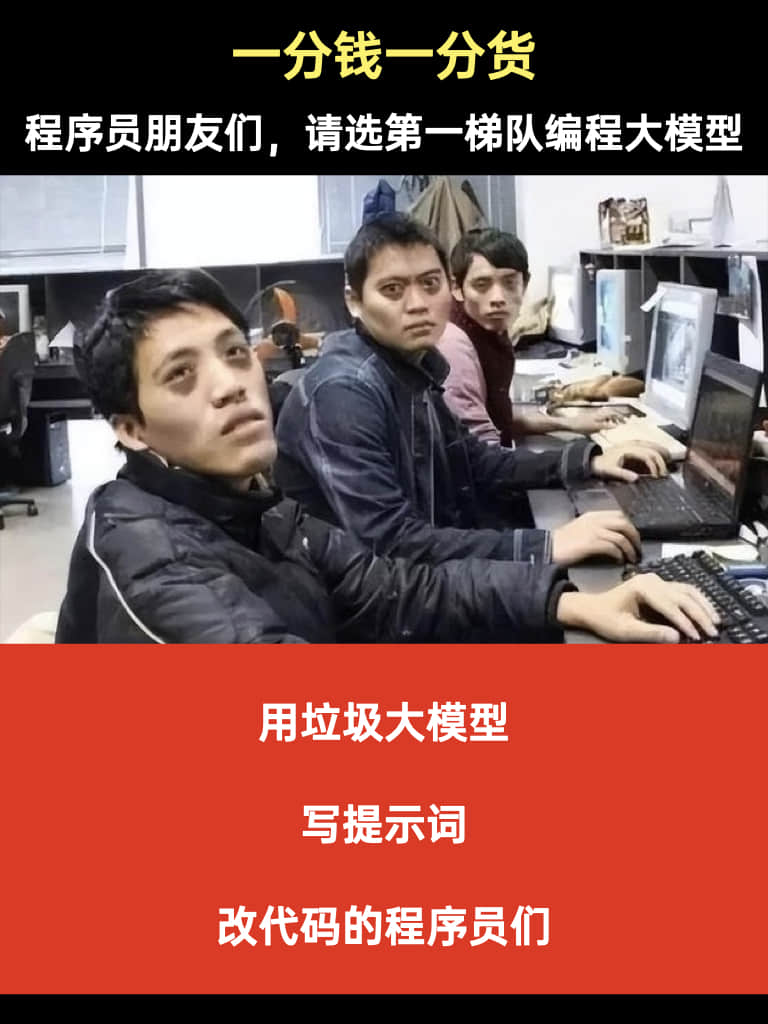 一分钱一分货
程序员朋友们，请选第一梯队编程大模型
用垃圾大模型
写提示词
改代码的程序员们